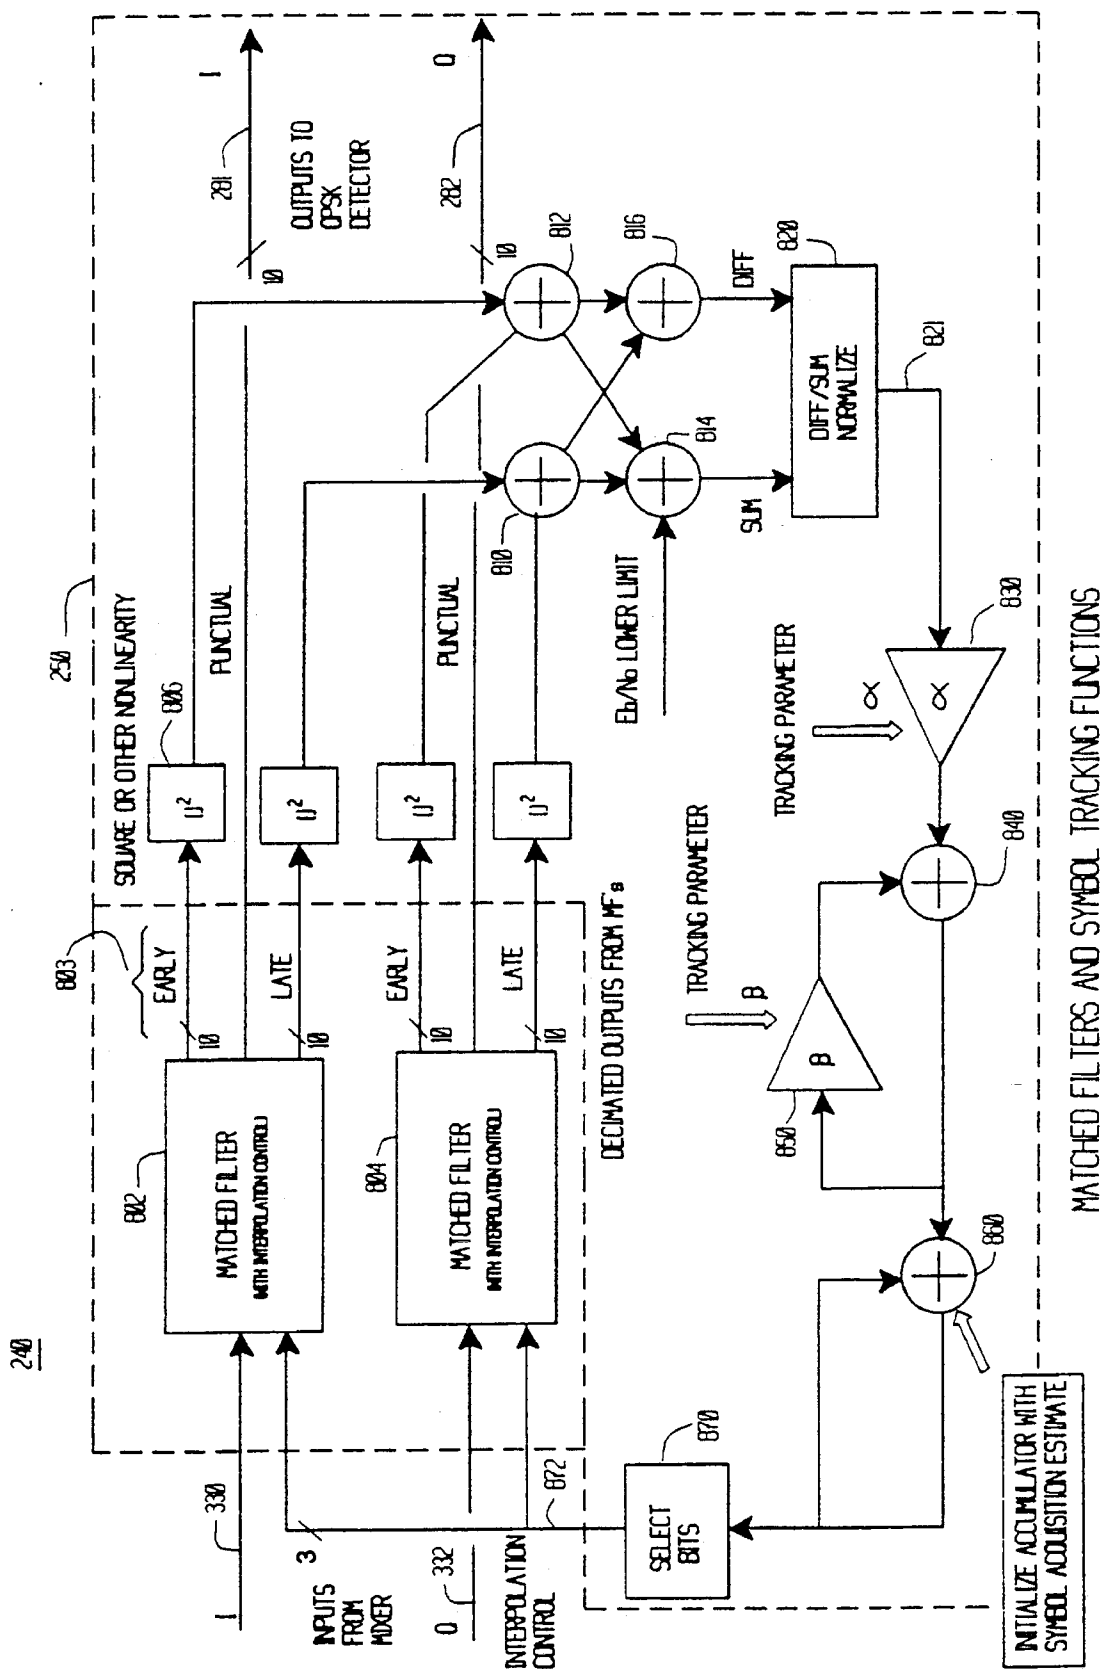 240
250
I
330
3
INPUTS
FROM
MIXER
Q
332
INTERPOLATION
CONTROL
872
802
MATCHED FILTER
(WITH INTERPOLATION CONTROL)
804
MATCHED FILTER
(WITH INTERPOLATION CONTROL)
803
EARLY
10
LATE
10
EARLY
10
LATE
10
DECIMATED OUTPUTS FROM MF's
SQUARE OR OTHER NONLINEARITY
806
()²
()²
()²
()²
PUNCTUAL
PUNCTUAL
281
I
10
OUTPUTS TO
QPSK
DETECTOR
282
Q
10
812
810
816
814
Eb/No LOWER LIMIT
DIFF
SUM
820
DIFF/SUM
NORMALIZE
821
TRACKING PARAMETER
α
α
830
840
TRACKING PARAMETER
β
β
850
860
870
SELECT
BITS
INITIALIZE ACCUMULATOR WITH
SYMBOL ACQUISITION ESTIMATE
MATCHED FILTERS AND SYMBOL TRACKING FUNCTIONS